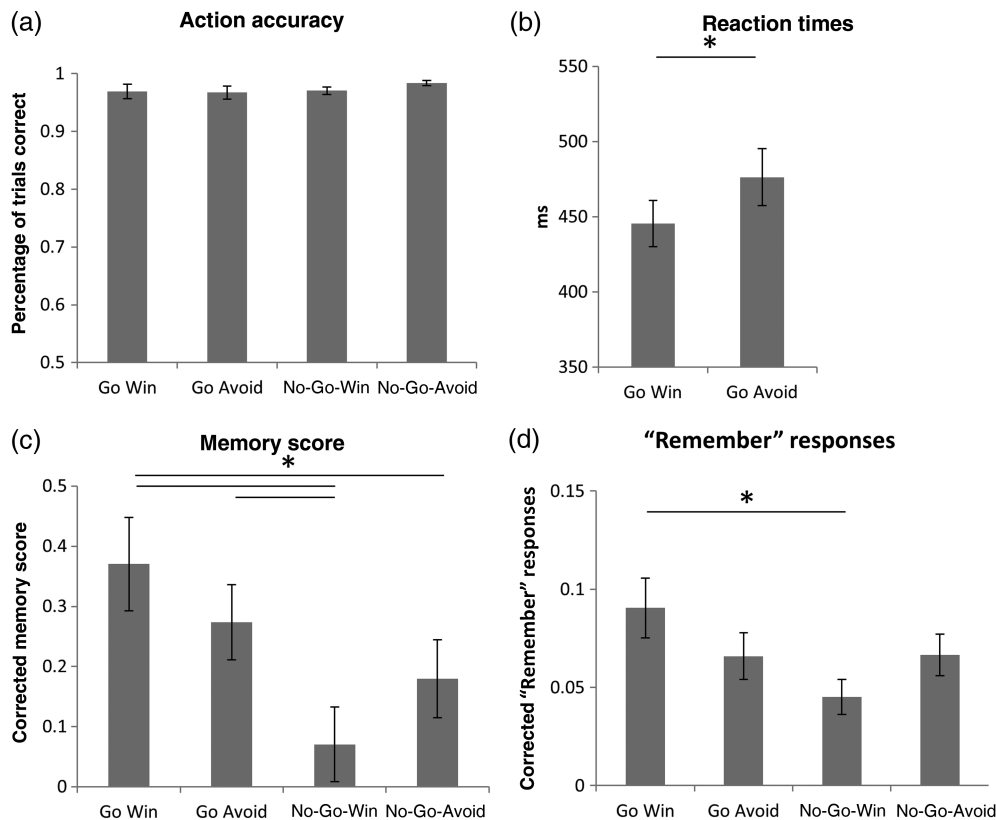 (a)
Action accuracy
Percentage of trials correct
1
0.9
0.8
0.7
0.6
0.5
Go Win
Go Avoid
No-Go-Win
No-Go-Avoid
(b)
Reaction times
*
ms
550
500
450
400
350
Go Win
Go Avoid
(c)
Memory score
*
Corrected memory score
0.5
0.4
0.3
0.2
0.1
0
Go Win
Go Avoid
No-Go-Win
No-Go-Avoid
(d)
“Remember” responses
*
Corrected “Remember” responses
0.15
0.1
0.05
0
Go Win
Go Avoid
No-Go-Win
No-Go-Avoid